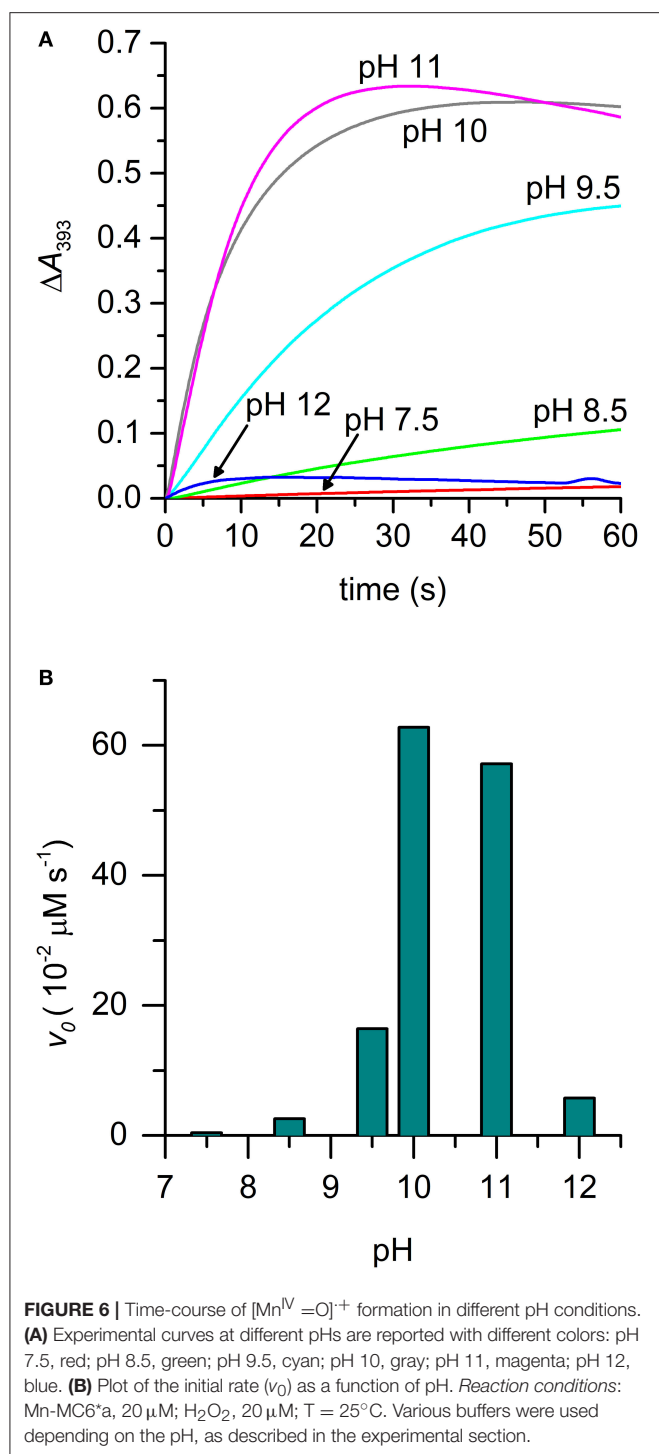 A
0.7
0.6
0.5
0.4
0.3
0.2
0.1
0.0
ΔA393
pH 11
pH 10
pH 9.5
pH 12
pH 7.5
pH 8.5
0 10 20 30 40 50 60
time (s)
B
60
40
20
0
v0 ( 10-2 μM s-1)
7 8 9 10 11 12
pH
FIGURE 6 | Time-course of [MnIV =O]·+ formation in different pH conditions.
(A) Experimental curves at different pHs are reported with different colors: pH
7.5, red; pH 8.5, green; pH 9.5, cyan; pH 10, gray; pH 11, magenta; pH 12,
blue. (B) Plot of the initial rate (v0) as a function of pH. Reaction conditions:
Mn-MC6*a, 20 μM; H2O2, 20 μM; T = 25°C. Various buffers were used
depending on the pH, as described in the experimental section.